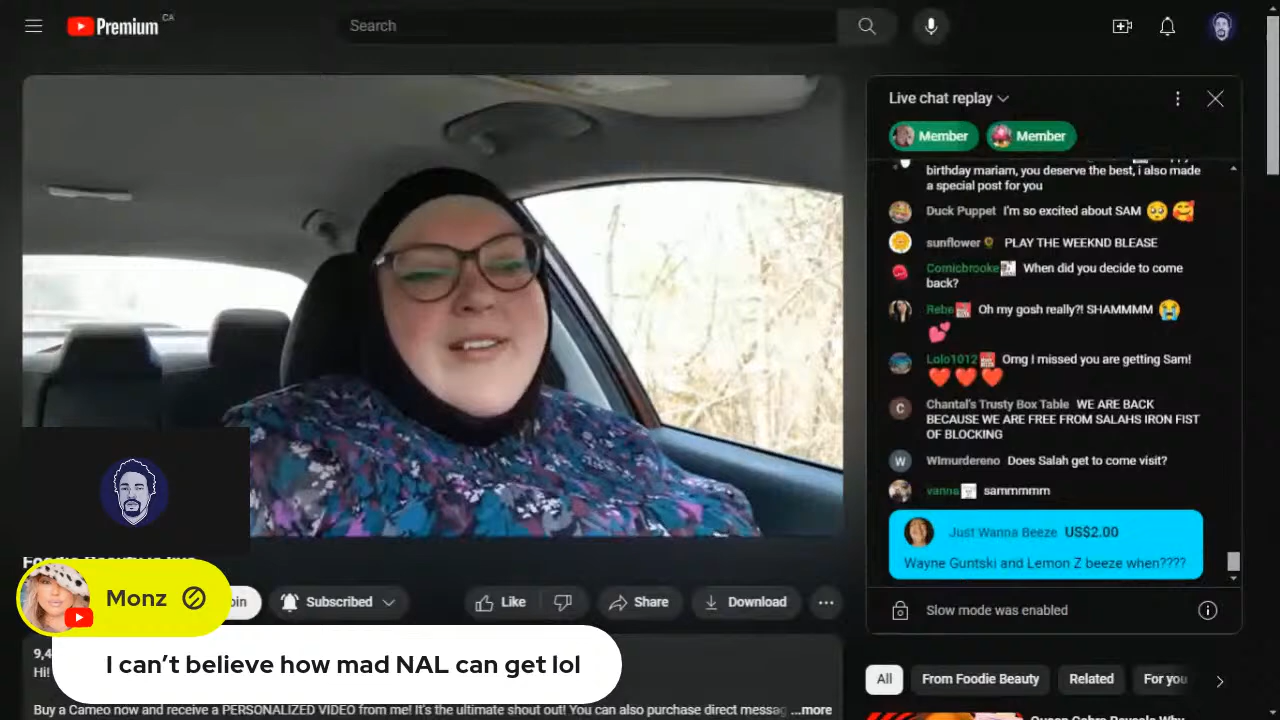 Premium CA
Search
Live chat replay
Member
Member
birthday mariam, you deserve the best, i also made
a special post for you
Duck Puppet I'm so excited about SAM
sunflower PLAY THE WEEKND BLEASE
Comicbrooke When did you decide to come
back?
Rebe Oh my gosh really?! SHAMMMM
Lolo1012 Omg I missed you are getting Sam!
C
Chantal's Trusty Box Table WE ARE BACK
BECAUSE WE ARE FREE FROM SALAHS IRON FIST
OF BLOCKING
W
WImurdereno Does Salah get to come visit?
vanna sammmmm
Just Wanna Beeze US$2.00
Wayne Guntski and Lemon Z beeze when????
Slow mode was enabled
Monz
Subscribed
Like
Share
Download
I can't believe how mad NAL can get lol
9,4
Hi!
Buy a Cameo now and receive a PERSONALIZED VIDEO from me! It's the ultimate shout out! You can also purchase direct messag ...more
All
From Foodie Beauty
Related
For you